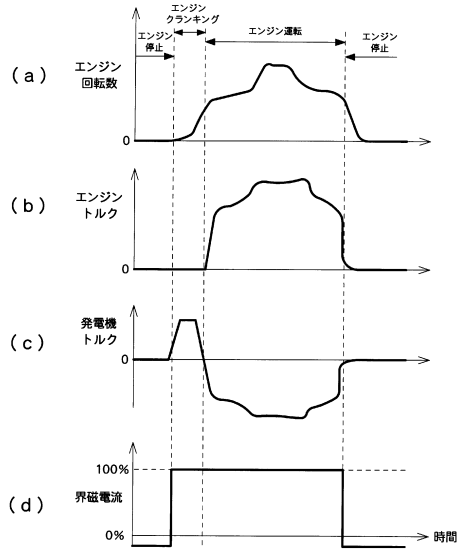 エンジン
クランキング
エンジン
停止
エンジン運転
エンジン
停止
(a)
エンジン
回転数
0
(b)
エンジン
トルク
0
(c)
発電機
トルク
0
(d)
100%
界磁電流
0%
時間